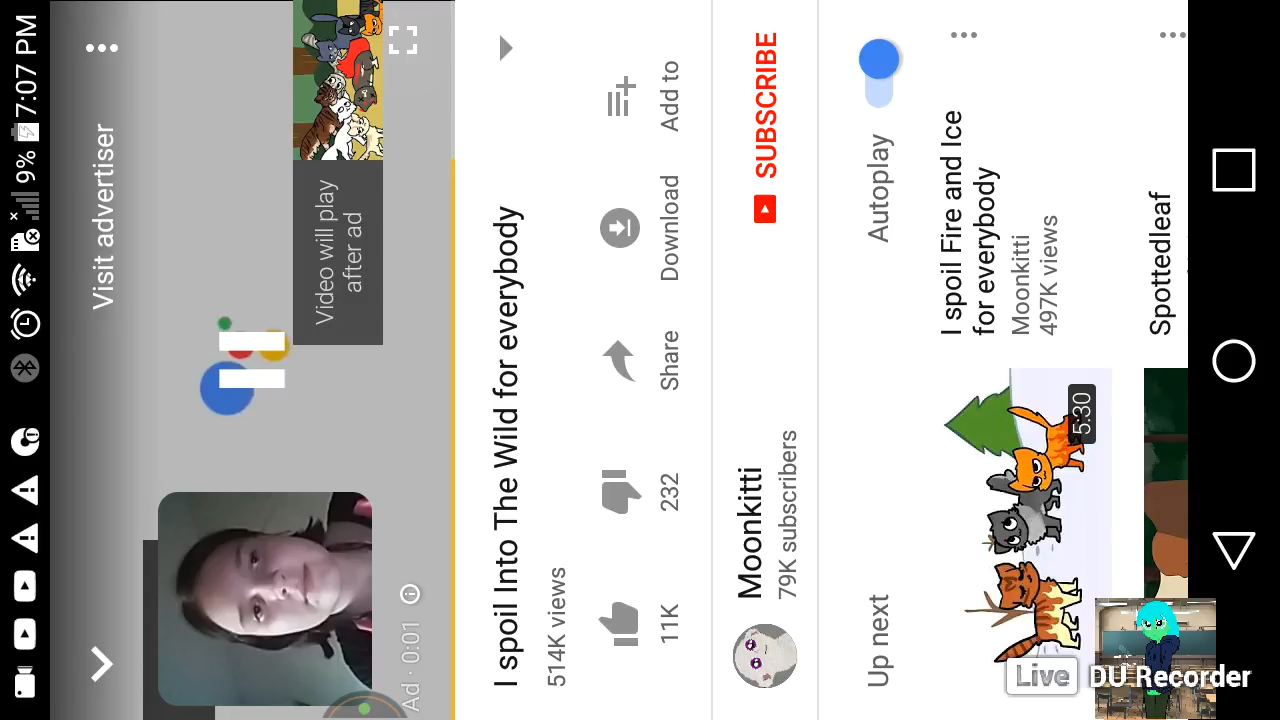 9% 7:07 PM
Visit advertiser
Video will play
after ad
Ad · 0:01
I spoil Into The Wild for everybody
514K views
11K
232
Share
Download
Add to
Moonkitti
79K subscribers
SUBSCRIBE
Up next
Autoplay
5:30
I spoil Fire and Ice
for everybody
Moonkitti
497K views
Spottedleaf
Live
DU Recorder